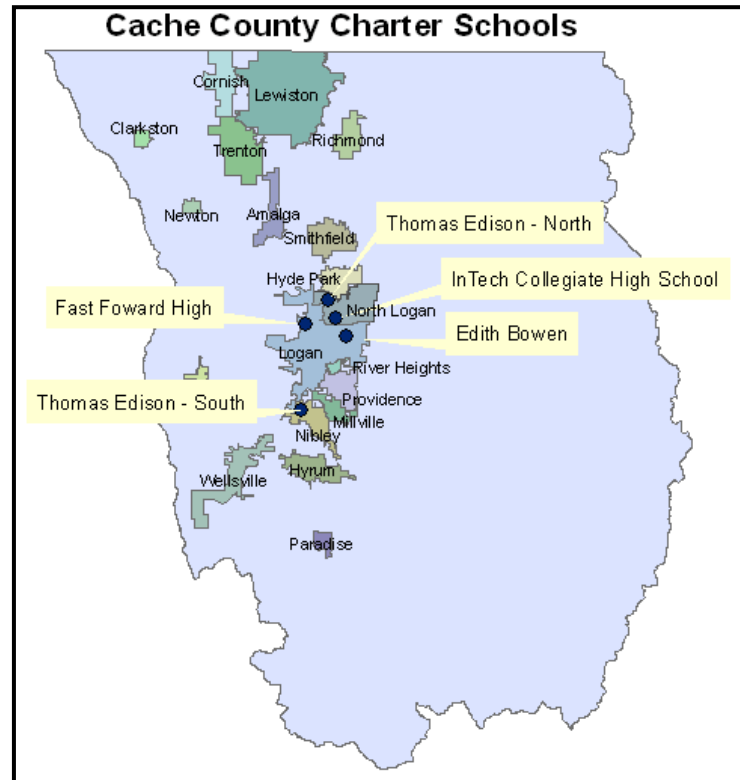 Cache County Charter Schools
Cornish
Lewiston
Clarkston
Trenton
Richmond
Newton
Amalga
Smithfield
Thomas Edison - North
Hyde Park
InTech Collegiate High School
Fast Foward High
North Logan
Edith Bowen
Logan
River Heights
Thomas Edison - South
Providence
Millville
Nibley
Wellsville
Hyrum
Paradise